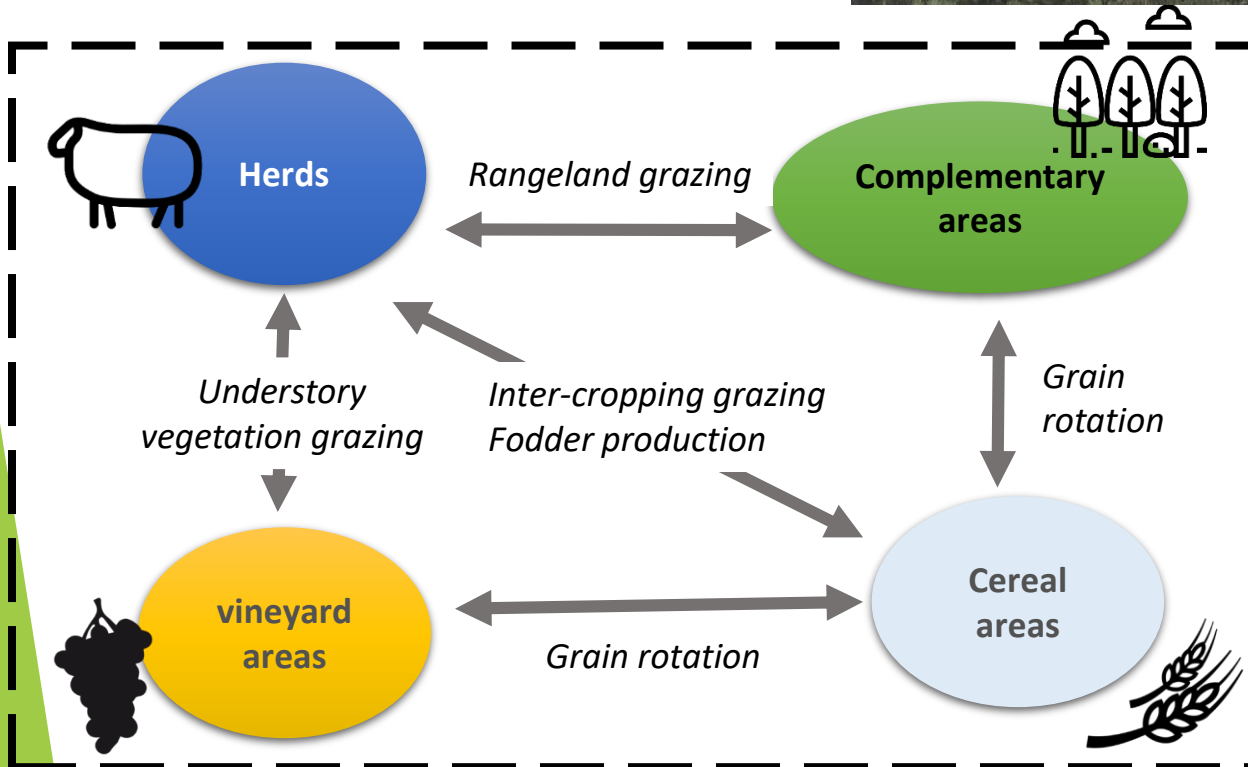 Herds
Rangeland grazing
Complementary
areas
Understory
vegetation grazing
Inter-cropping grazing
Fodder production
Grain
rotation
vineyard
areas
Grain rotation
Cereal
areas